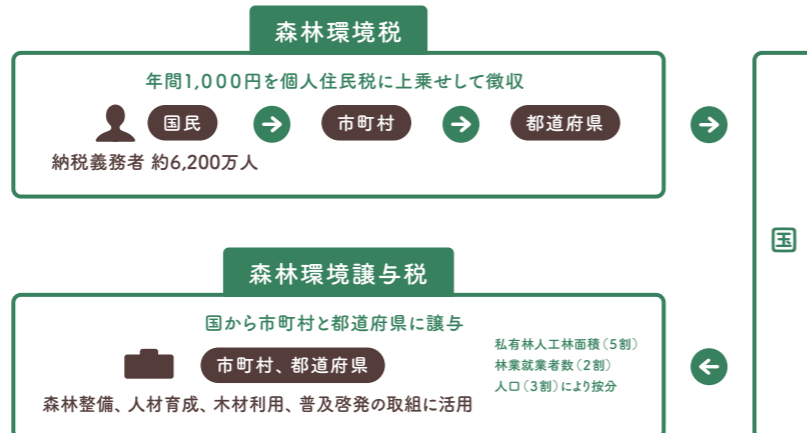 森林環境税
年間1,000円を個人住民税に上乗せして徴収
国民
市町村
都道府県
納税義務者 約6,200万人
国
森林環境譲与税
国から市町村と都道府県に譲与
市町村、都道府県
私有林人工林面積（5割）
林業就業者数（2割）
人口（3割）により按分
森林整備、人材育成、木材利用、普及啓発の取組に活用